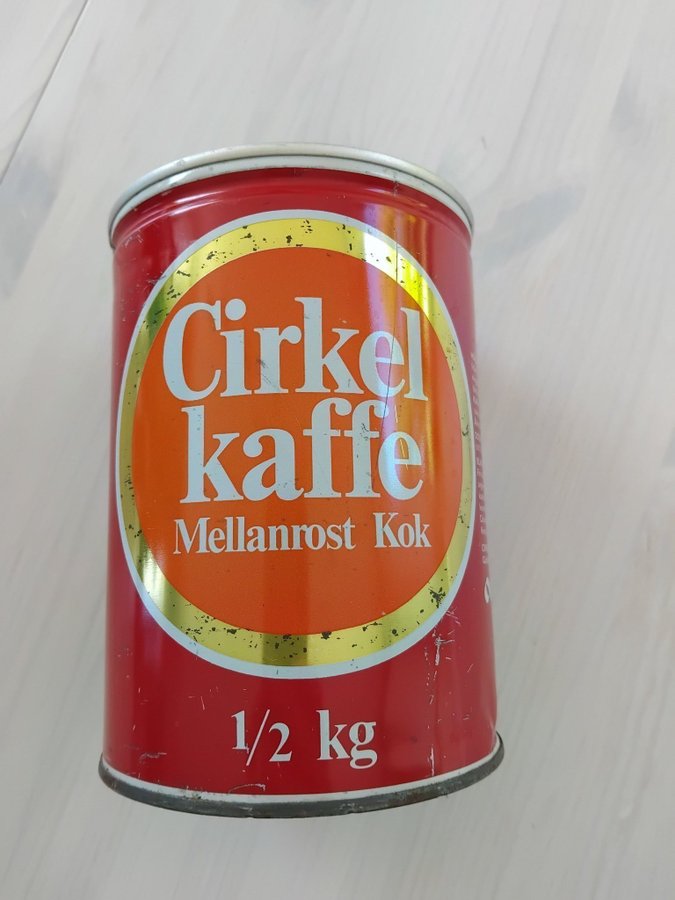 Cirkel
kaffe
Mellanrost Kok
1/2 kg